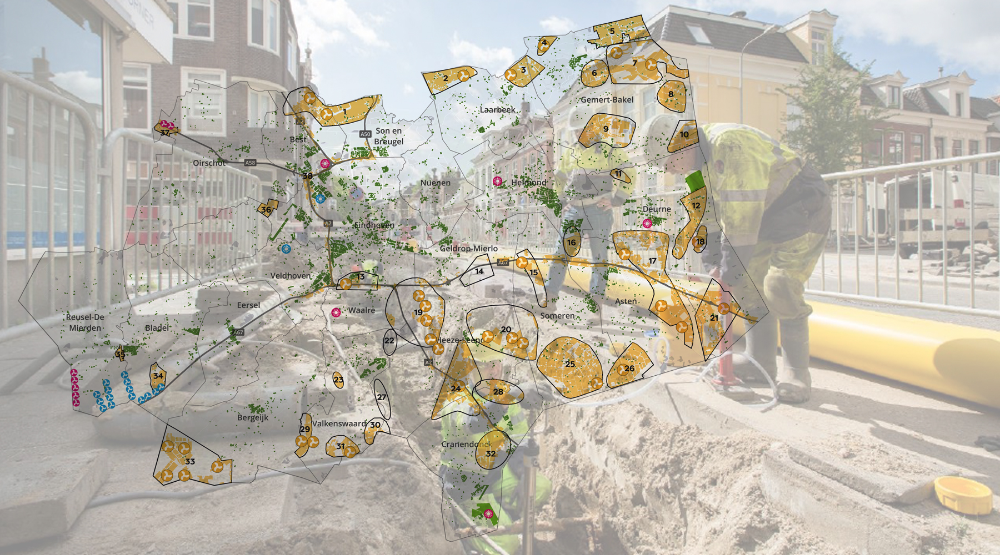 RNER
4
5
3
7
2
6
8
Gemert-Bakel
Laarbeek
1
A2
37
9
Son en
Breugel
A50
10
Best
Oirschot
A58
11
38
Nuenen
Helmond
36
12
Deurne
A2
Eindhoven
16
18
Geldrop-Mierlo
17
A67
14
15
Veldhoven
13
Asten
Eersel
Waalre
19
Someren
21
Reusel-De
Mierden
Bladel
A67
20
22
Heeze-Leende
35
A2
25
26
34
23
24
28
27
Bergeijk
Valkenswaard
30
29
31
Cranendonck
32
33